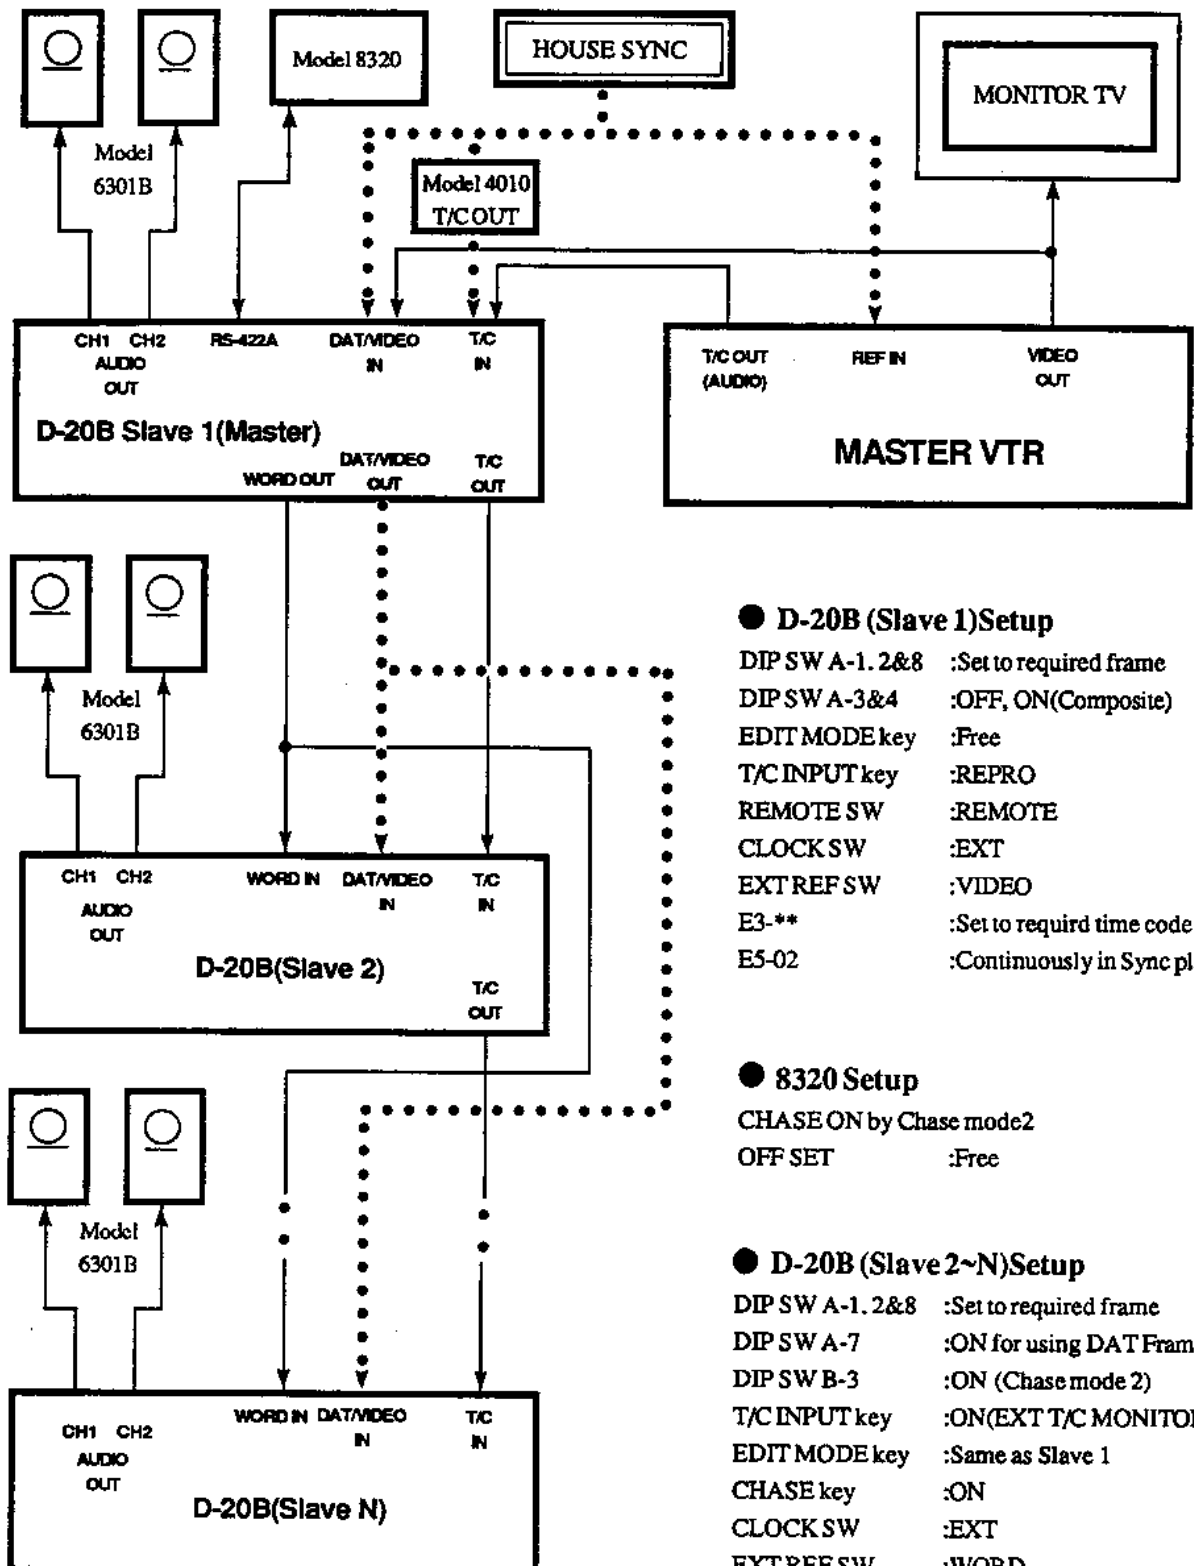 Model 8320
HOUSE SYNC
MONITOR TV
Model
6301B
Model 4010
T/C OUT
CH1 CH2
AUDIO
OUT
RS-422A
DAT/VIDEO
IN
T/C
IN
D-20B Slave 1(Master)
WORD OUT
DAT/VIDEO
OUT
T/C
OUT
T/C OUT
(AUDIO)
REF IN
VIDEO
OUT
MASTER VTR
Model
6301B
CH1 CH2
AUDIO
OUT
WORD IN
DAT/VIDEO
IN
T/C
IN
D-20B(Slave 2)
T/C
OUT
Model
6301B
CH1 CH2
AUDIO
OUT
WORD IN
DAT/VIDEO
IN
T/C
IN
D-20B(Slave N)
● D-20B (Slave 1)Setup
DIP SW A-1. 2&8 :Set to required frame
DIP SW A-3&4 :OFF, ON(Composite)
EDIT MODE key :Free
T/C INPUT key :REPRO
REMOTE SW :REMOTE
CLOCK SW :EXT
EXT REF SW :VIDEO
E3-** :Set to requird time code
E5-02 :Continuously in Sync pl
● 8320 Setup
CHASE ON by Chase mode2
OFF SET :Free
● D-20B (Slave 2~N)Setup
DIP SW A-1. 2&8 :Set to required frame
DIP SW A-7 :ON for using DAT Fram
DIP SW B-3 :ON (Chase mode 2)
T/C INPUT key :ON(EXT T/C MONITOR
EDIT MODE key :Same as Slave 1
CHASE key :ON
CLOCK SW :EXT
EXT REF SW :WORD